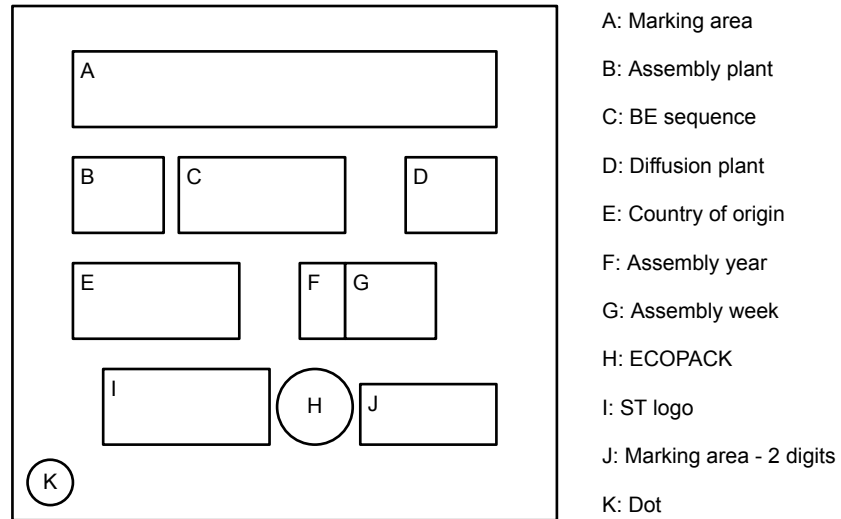 A
B C D
E F G
I H J
K
A: Marking area
B: Assembly plant
C: BE sequence
D: Diffusion plant
E: Country of origin
F: Assembly year
G: Assembly week
H: ECOPACK
I: ST logo
J: Marking area - 2 digits
K: Dot